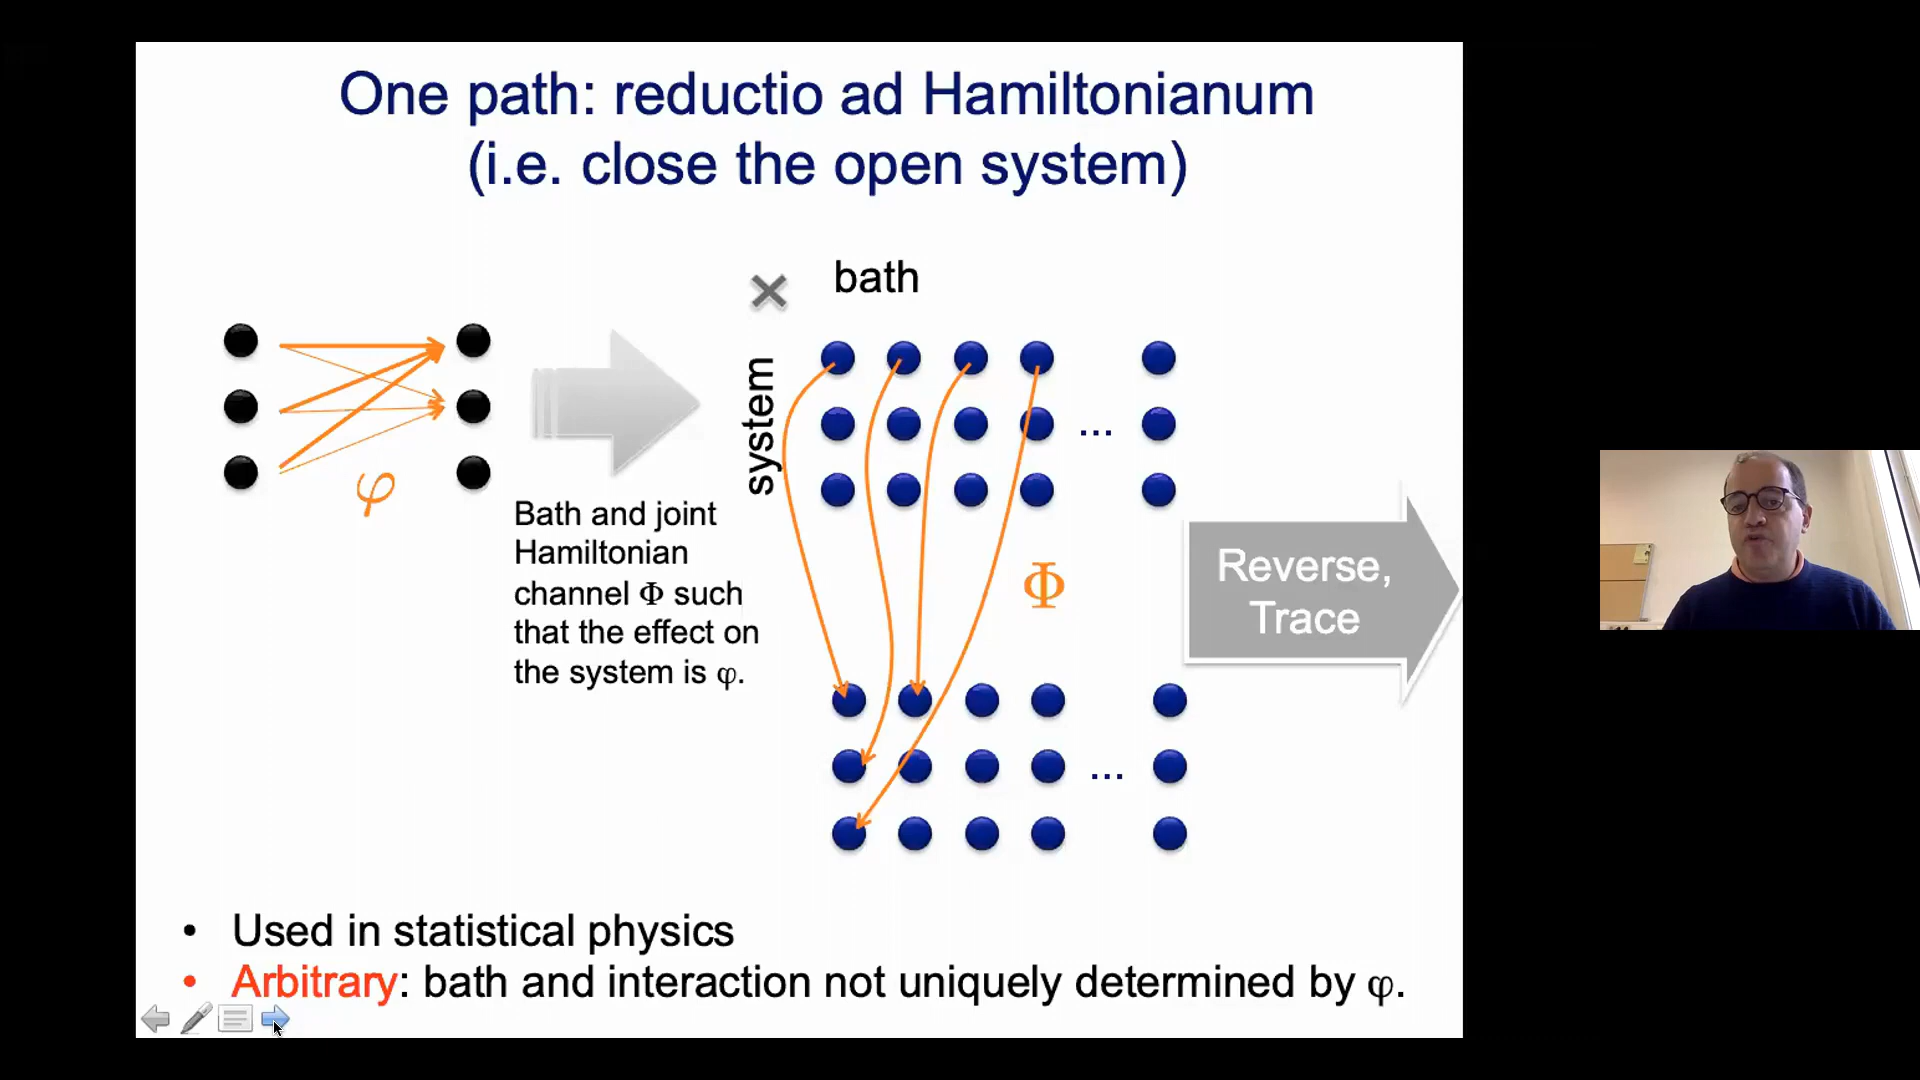 One path: reductio ad Hamiltonianum
(i.e. close the open system)
× bath
system
φ
Bath and joint
Hamiltonian
channel Φ such
that the effect on
the system is φ.
...
Φ
Reverse,
Trace
...
• Used in statistical physics
• Arbitrary: bath and interaction not uniquely determined by φ.